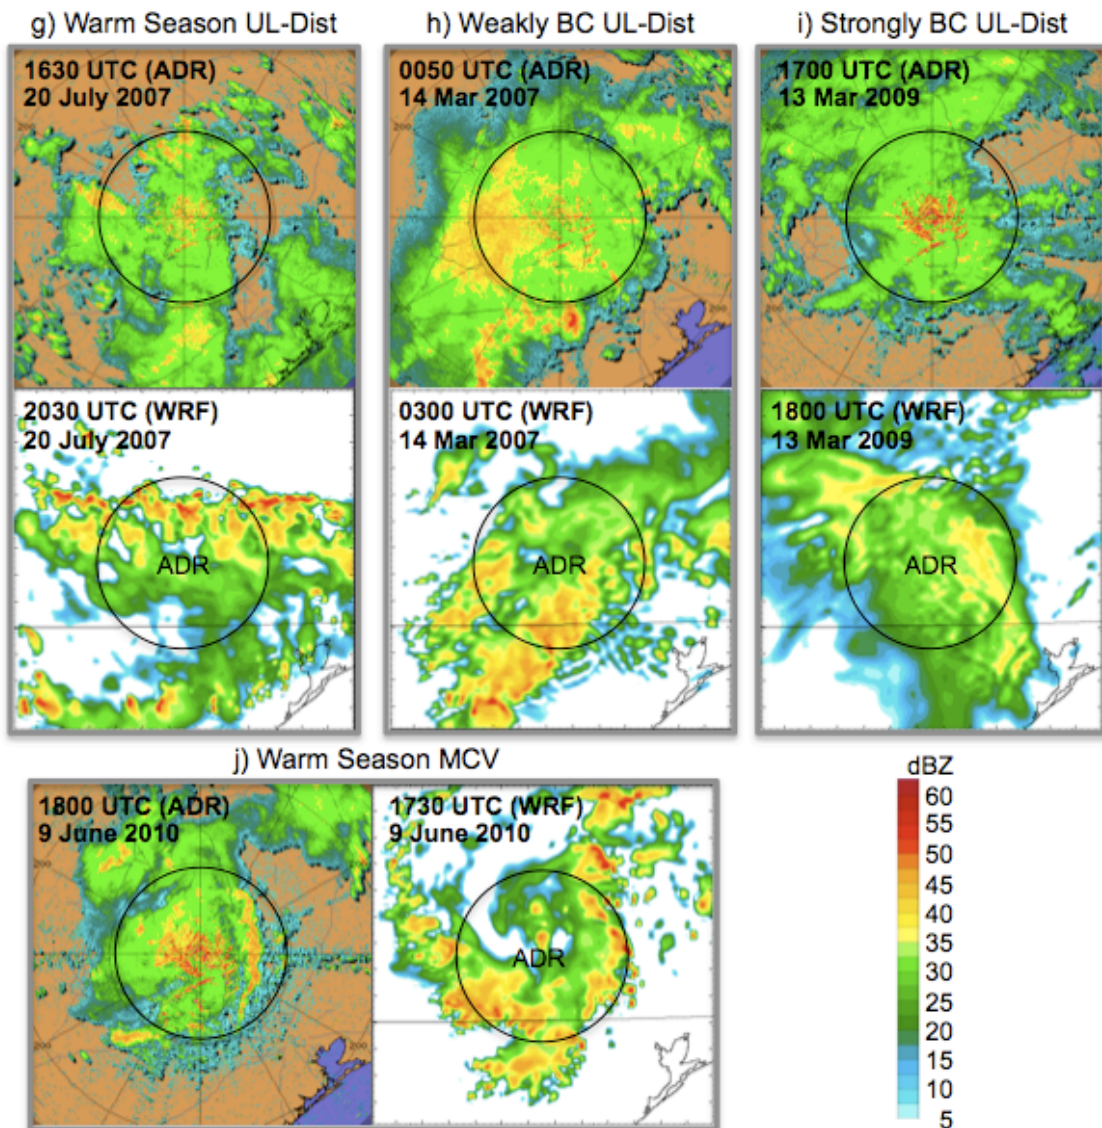 g) Warm Season UL-Dist
h) Weakly BC UL-Dist
i) Strongly BC UL-Dist
1630 UTC (ADR)
20 July 2007
0050 UTC (ADR)
14 Mar 2007
1700 UTC (ADR)
13 Mar 2009
2030 UTC (WRF)
20 July 2007
ADR
0300 UTC (WRF)
14 Mar 2007
ADR
1800 UTC (WRF)
13 Mar 2009
ADR
j) Warm Season MCV
1800 UTC (ADR)
9 June 2010
200
200
200
1730 UTC (WRF)
9 June 2010
ADR
dBZ
60
55
50
45
40
35
30
25
20
15
10
5